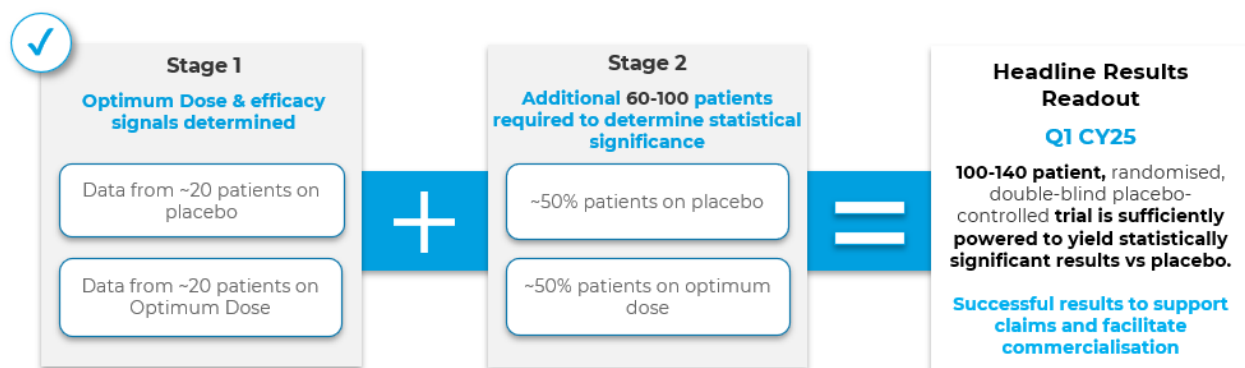 Stage 1
Optimum Dose & efficacy
signals determined
Data from ~20 patients on
placebo
Data from ~20 patients on
Optimum Dose
Stage 2
Additional 60-100 patients
required to determine statistical
significance
~50% patients on placebo
~50% patients on optimum
dose
Headline Results
Readout
Q1 CY25
100-140 patient, randomised,
double-blind placebo-
controlled trial is sufficiently
powered to yield statistically
significant results vs placebo.
Successful results to support
claims and facilitate
commercialisation